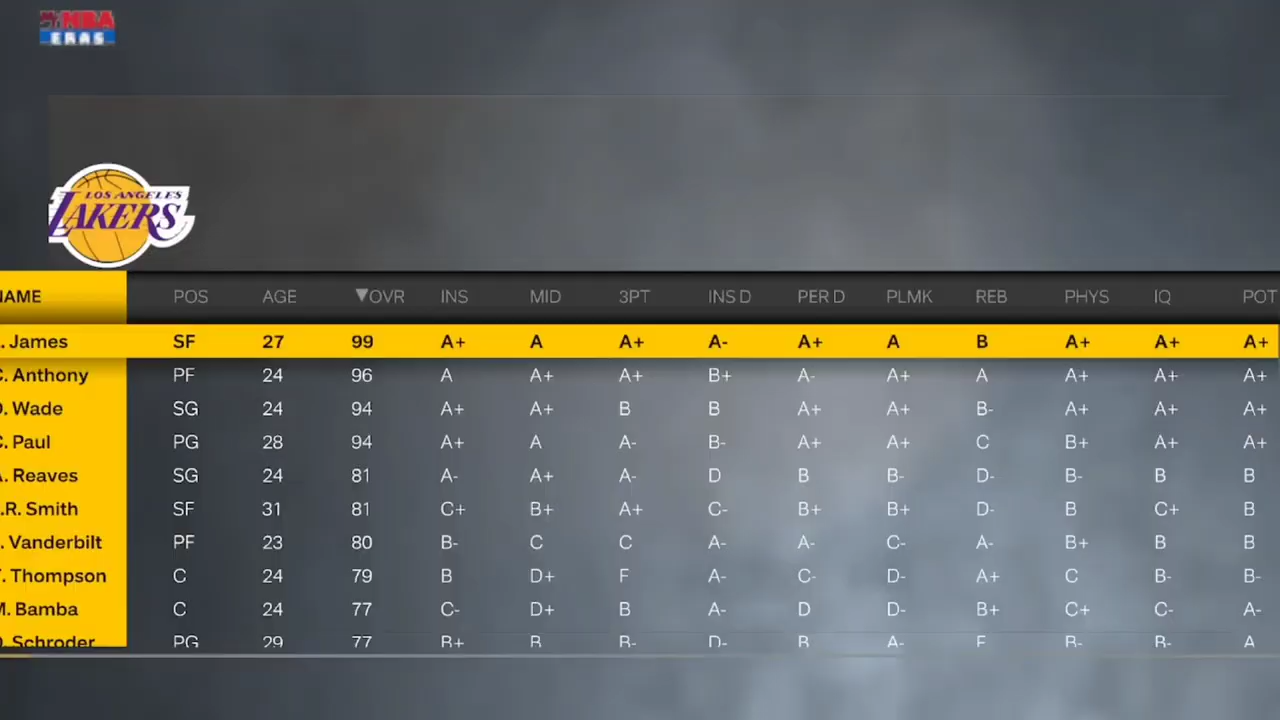 NBA
ERAS
LOS ANGELES
LAKERS
NAME POS AGE ▼OVR INS MID 3PT INS D PER D PLMK REB PHYS IQ POT
. James SF 27 99 A+ A A+ A- A+ A B A+ A+ A+
C. Anthony PF 24 96 A A+ A+ B+ A- A+ A A+ A+ A+
D. Wade SG 24 94 A+ A+ B B A+ A+ B- A+ A+ A+
C. Paul PG 28 94 A+ A A- B- A+ A+ C B+ A+ A+
A. Reaves SG 24 81 A- A+ A- D B B- D- B- B B
.R. Smith SF 31 81 C+ B+ A+ C- B+ B+ D- B C+ B
. Vanderbilt PF 23 80 B- C C A- A- C- A- B+ B B
T. Thompson C 24 79 B D+ F A- C- D- A+ C B- B-
M. Bamba C 24 77 C- D+ B A- D D- B+ C+ C- A-
D. Schroder PG 29 77 B+ B B- D- B A- F B- B- A